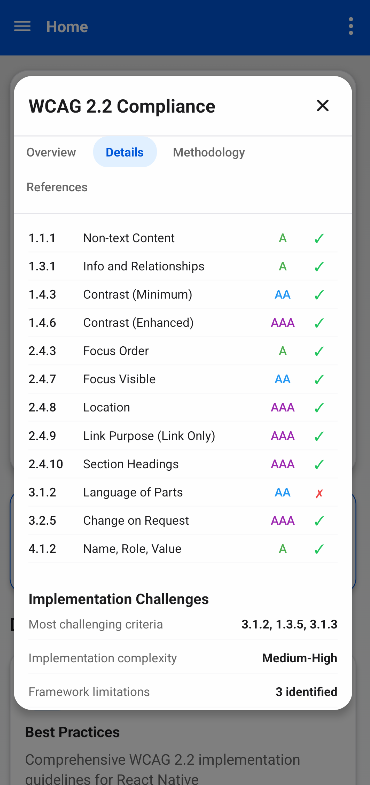 Home
WCAG 2.2 Compliance ✕
Overview Details Methodology
References
1.1.1 Non-text Content A ✓
1.3.1 Info and Relationships A ✓
1.4.3 Contrast (Minimum) AA ✓
1.4.6 Contrast (Enhanced) AAA ✓
2.4.3 Focus Order A ✓
2.4.7 Focus Visible AA ✓
2.4.8 Location AAA ✓
2.4.9 Link Purpose (Link Only) AAA ✓
2.4.10 Section Headings AAA ✓
3.1.2 Language of Parts AA ✗
3.2.5 Change on Request AAA ✓
4.1.2 Name, Role, Value A ✓
Implementation Challenges
Most challenging criteria 3.1.2, 1.3.5, 3.1.3
Implementation complexity Medium-High
Framework limitations 3 identified
Best Practices
Comprehensive WCAG 2.2 implementation
guidelines for React Native